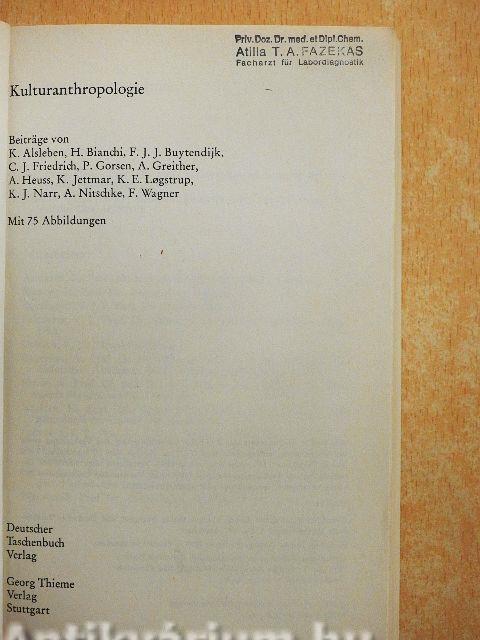 Priv. Doz. Dr. med. et Dipl. Chem.
Atilla T. A. FAZEKAS
Facharzt für Labordiagnostik
Kulturanthropologie
Beiträge von
K. Alsleben, H. Bianchi, F. J. J. Buytendijk,
C. J. Friedrich, P. Gorsen, A. Greither,
A. Heuss, K. Jettmar, K. E. Løgstrup,
K. J. Narr, A. Nitschke, F. Wagner
Mit 75 Abbildungen
Deutscher
Taschenbuch
Verlag
Georg Thieme
Verlag
Stuttgart
Antikvárium.hu